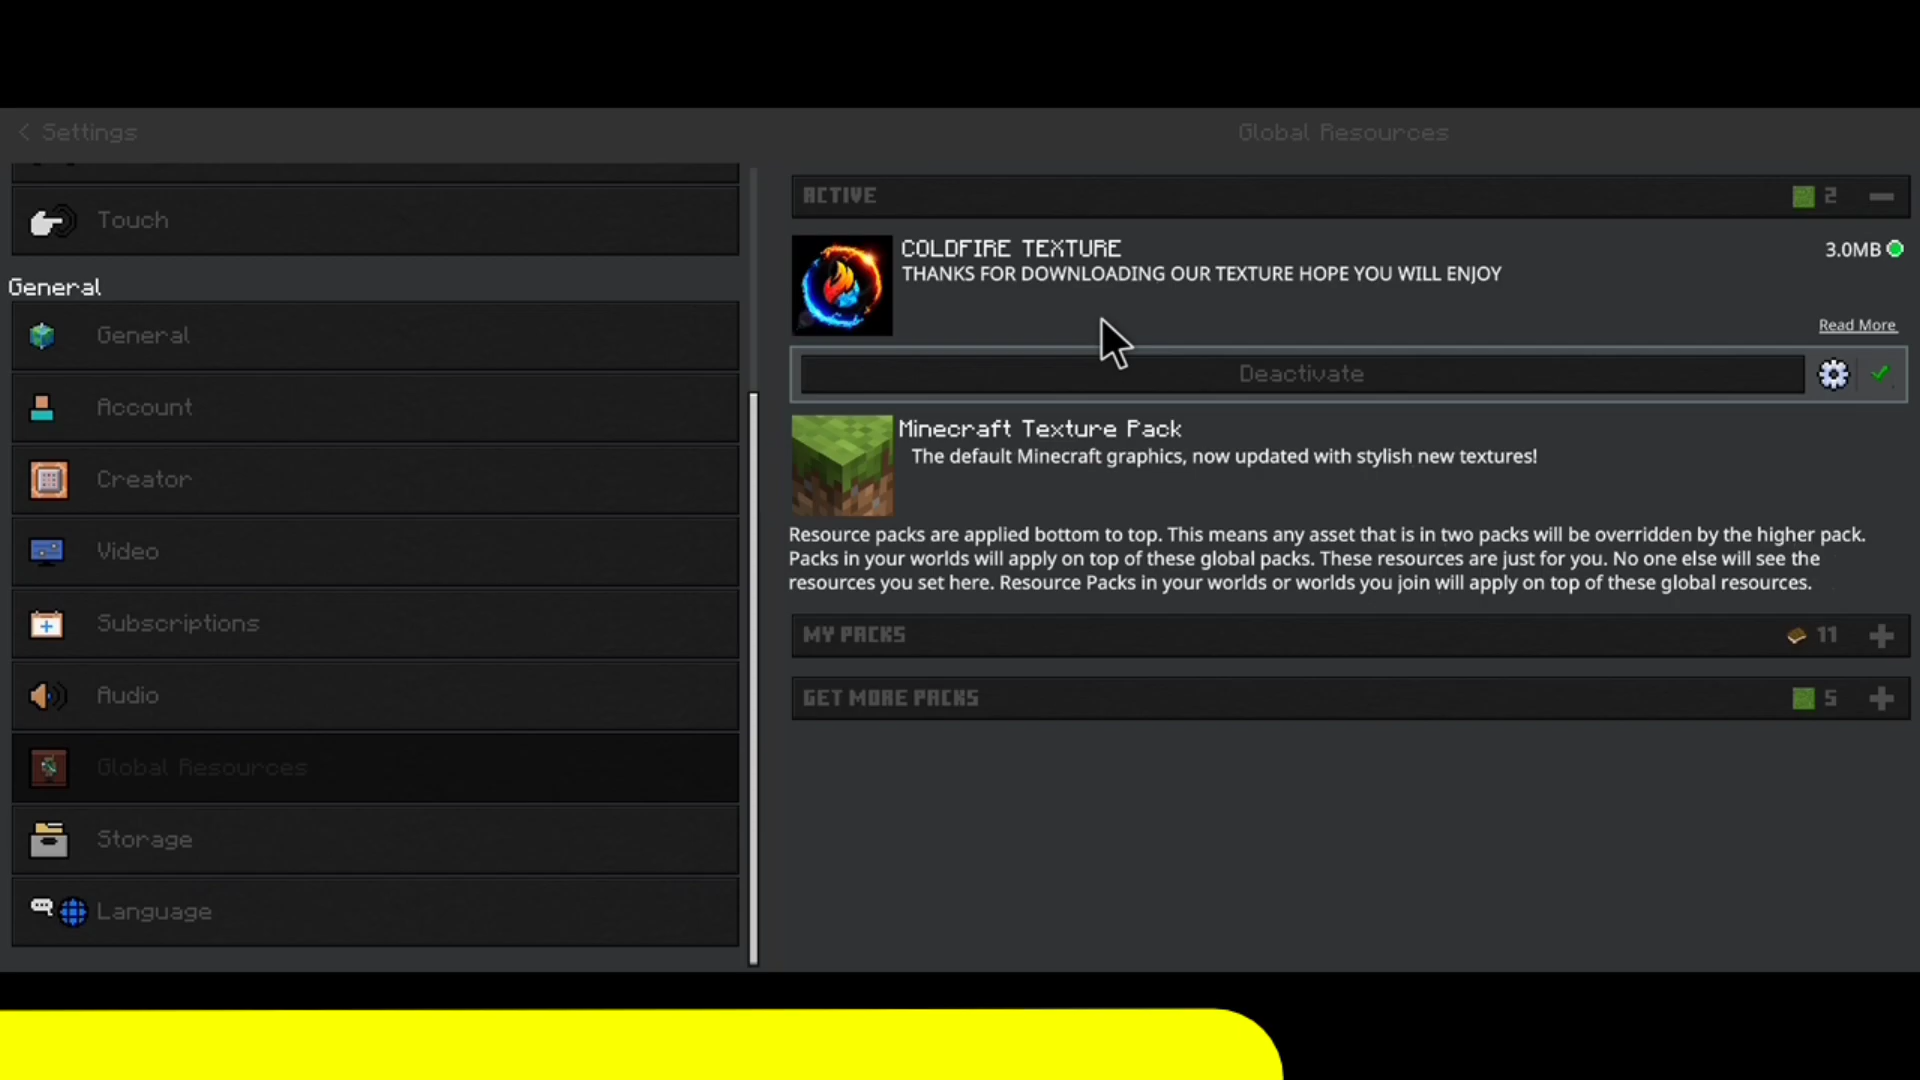 Settings
Global Resources
Touch
General
General
Account
Creator
Video
Subscriptions
Audio
Global Resources
Storage
Language
ACTIVE
2
COLDFIRE TEXTURE
3.0MB
THANKS FOR DOWNLOADING OUR TEXTURE HOPE YOU WILL ENJOY
Read More
Deactivate
Minecraft Texture Pack
The default Minecraft graphics, now updated with stylish new textures!
Resource packs are applied bottom to top. This means any asset that is in two packs will be overridden by the higher pack.
Packs in your worlds will apply on top of these global packs. These resources are just for you. No one else will see the
resources you set here. Resource Packs in your worlds or worlds you join will apply on top of these global resources.
MY PACKS
11
GET MORE PACKS
5